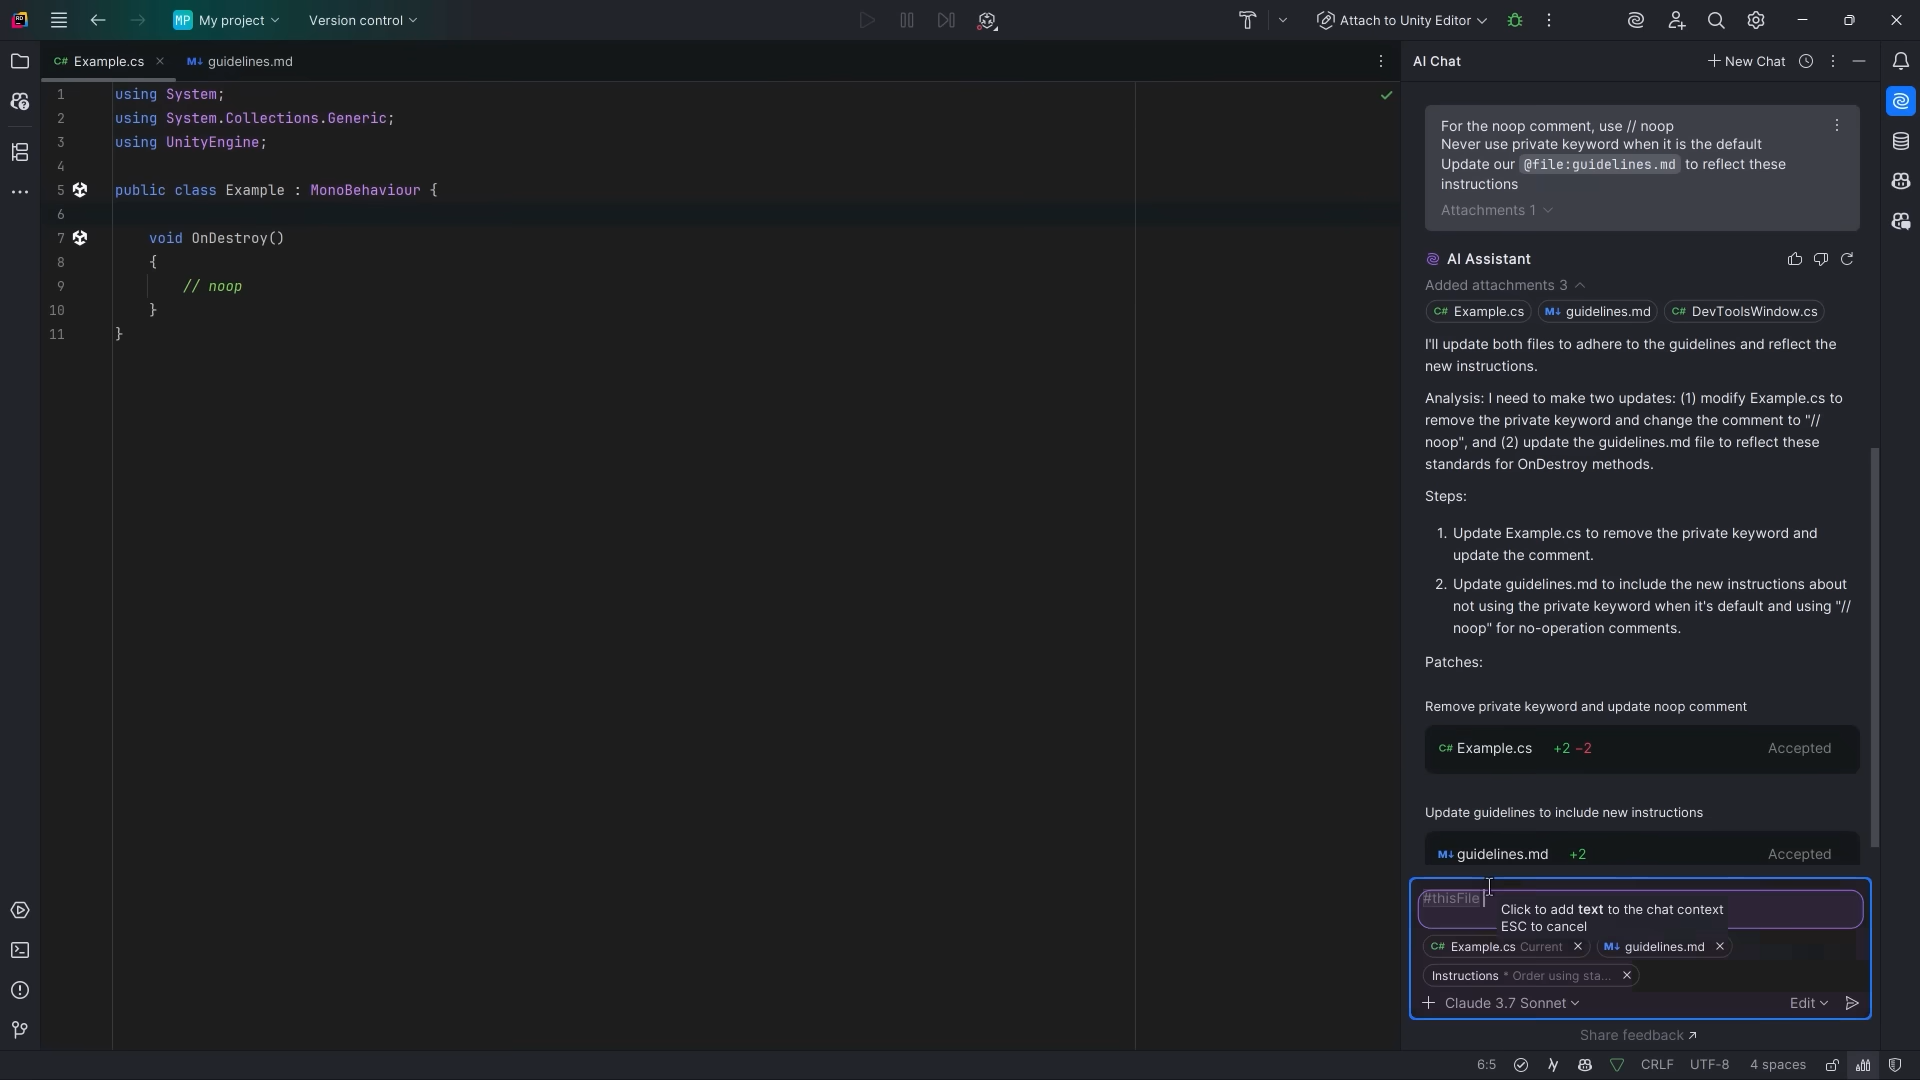 MP My project
Version control
Attach to Unity Editor
C# Example.cs
M↓ guidelines.md
AI Chat
+ New Chat
1 using System;
2 using System.Collections.Generic;
3 using UnityEngine;
4
5 public class Example : MonoBehaviour {
6
7 void OnDestroy()
8 {
9 // noop
10 }
11 }
For the noop comment, use // noop
Never use private keyword when it is the default
Update our @file:guidelines.md to reflect these
instructions
Attachments 1
AI Assistant
Added attachments 3
C# Example.cs M↓ guidelines.md C# DevToolsWindow.cs
I'll update both files to adhere to the guidelines and reflect the
new instructions.
Analysis: I need to make two updates: (1) modify Example.cs to
remove the private keyword and change the comment to "//
noop", and (2) update the guidelines.md file to reflect these
standards for OnDestroy methods.
Steps:
1. Update Example.cs to remove the private keyword and
update the comment.
2. Update guidelines.md to include the new instructions about
not using the private keyword when it's default and using "//
noop" for no-operation comments.
Patches:
Remove private keyword and update noop comment
C# Example.cs +2 −2 Accepted
Update guidelines to include new instructions
M↓ guidelines.md +2 Accepted
#thisFile
Click to add text to the chat context
ESC to cancel
C# Example.cs Current M↓ guidelines.md
Instructions * Order using sta...
Claude 3.7 Sonnet Edit
Share feedback ↗
6:5 CRLF UTF-8 4 spaces